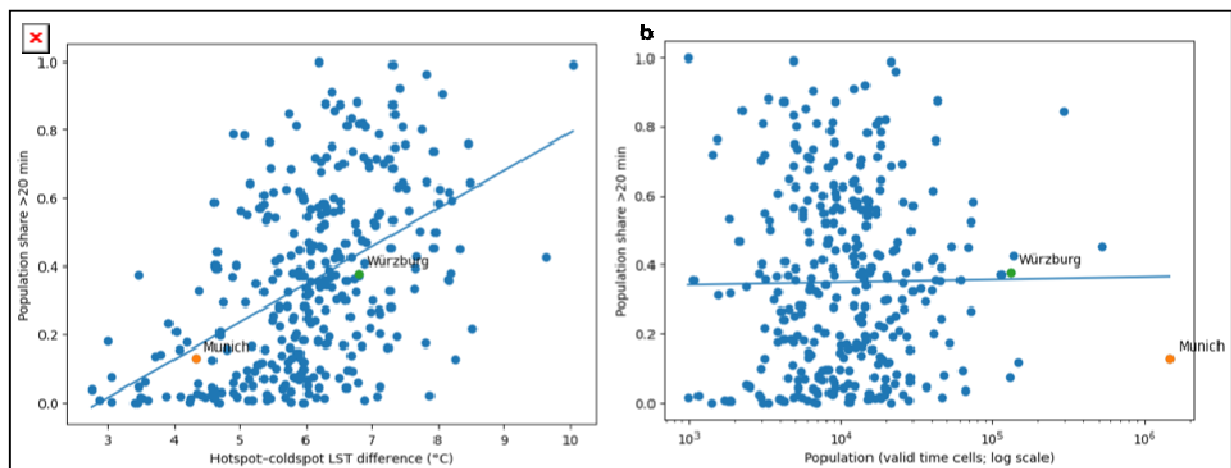 b
1.0
0.8
0.6
0.4
0.2
0.0
Population share >20 min
Würzburg
Munich
3 4 5 6 7 8 9 10
Hotspot–coldspot LST difference (°C)
1.0
0.8
0.6
0.4
0.2
0.0
Population share >20 min
Würzburg
Munich
10³ 10⁴ 10⁵ 10⁶
Population (valid time cells; log scale)